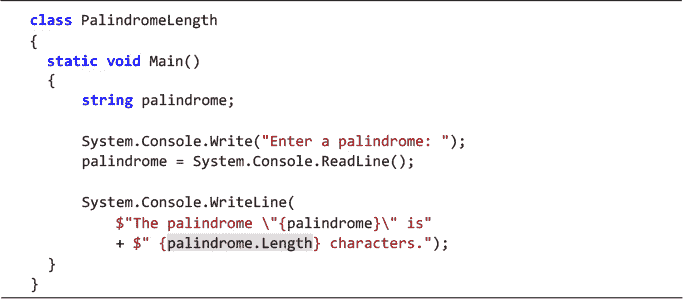 class PalindromeLength
{
static void Main()
{
string palindrome;
System.Console.Write("Enter a palindrome: ");
palindrome = System.Console.ReadLine();
System.Console.WriteLine(
$"The palindrome \"{palindrome}\" is"
+ $" {palindrome.Length} characters.");
}
}